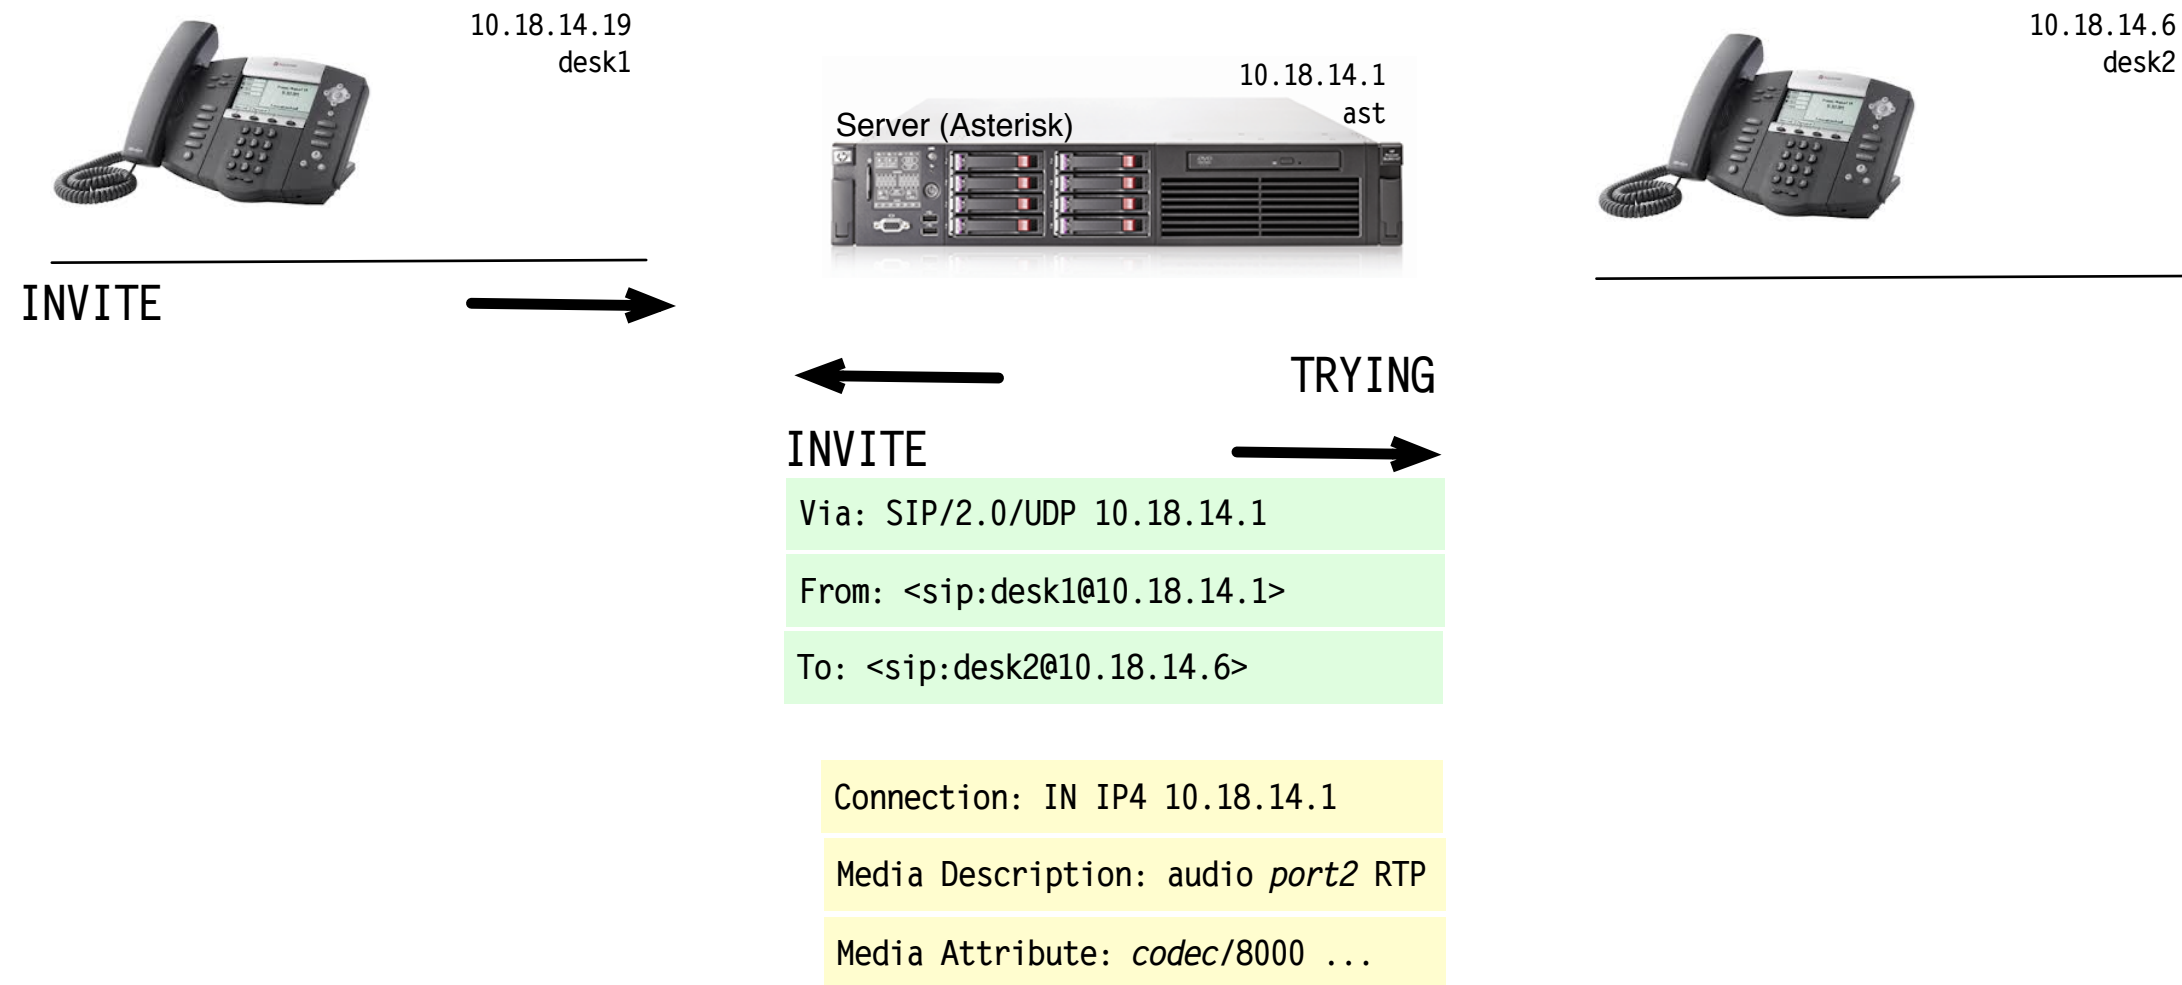 10.18.14.19
desk1
10.18.14.1
ast
Server (Asterisk)
10.18.14.6
desk2
INVITE
TRYING
INVITE
Via: SIP/2.0/UDP 10.18.14.1
From: <sip:desk1@10.18.14.1>
To: <sip:desk2@10.18.14.6>
Connection: IN IP4 10.18.14.1
Media Description: audio port2 RTP
Media Attribute: codec/8000 ...